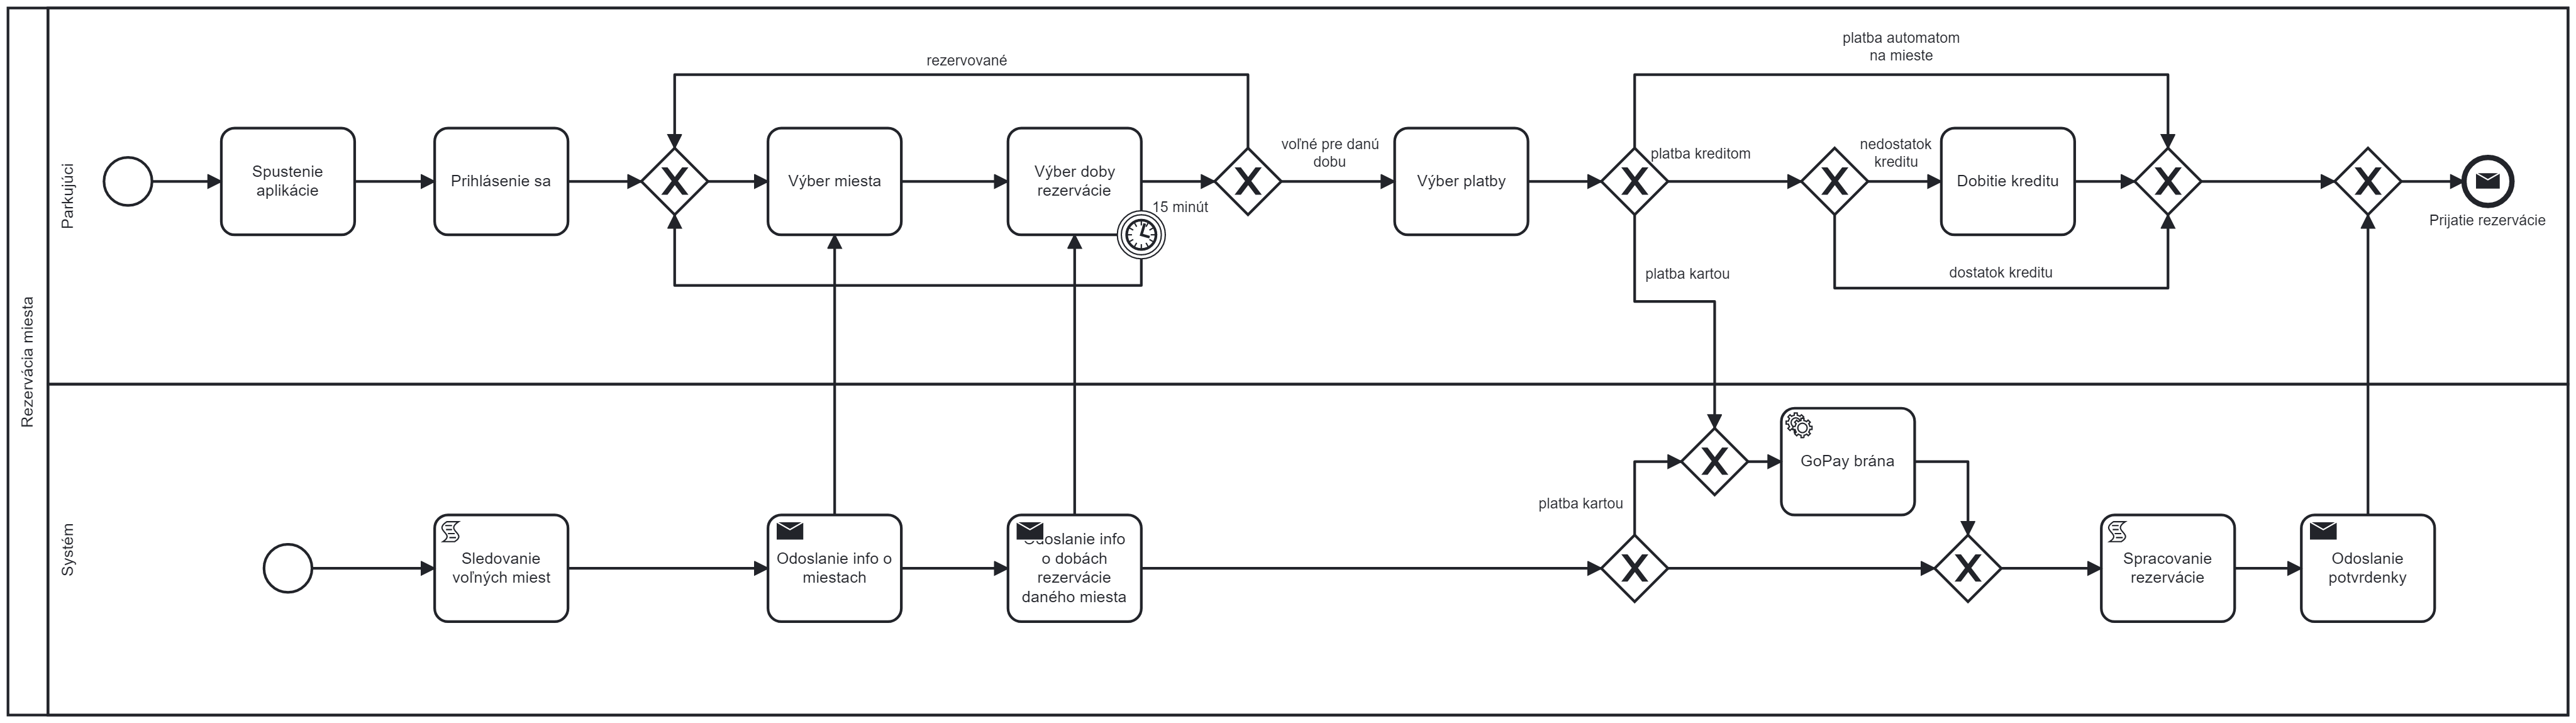 Rezervácia miesta
Parkujúci
Spustenie
aplikácie
Prihlásenie sa
rezervované
Výber miesta
Výber doby
rezervácie
15 minút
voľné pre danú
dobu
Výber platby
platba automatom
na mieste
platba kreditom
nedostatok
kreditu
Dobitie kreditu
dostatok kreditu
platba kartou
Prijatie rezervácie
Systém
Sledovanie
voľných miest
Odoslanie info o
miestach
Odoslanie info
o dobách
rezervácie
daného miesta
platba kartou
GoPay brána
Spracovanie
rezervácie
Odoslanie
potvrdenky